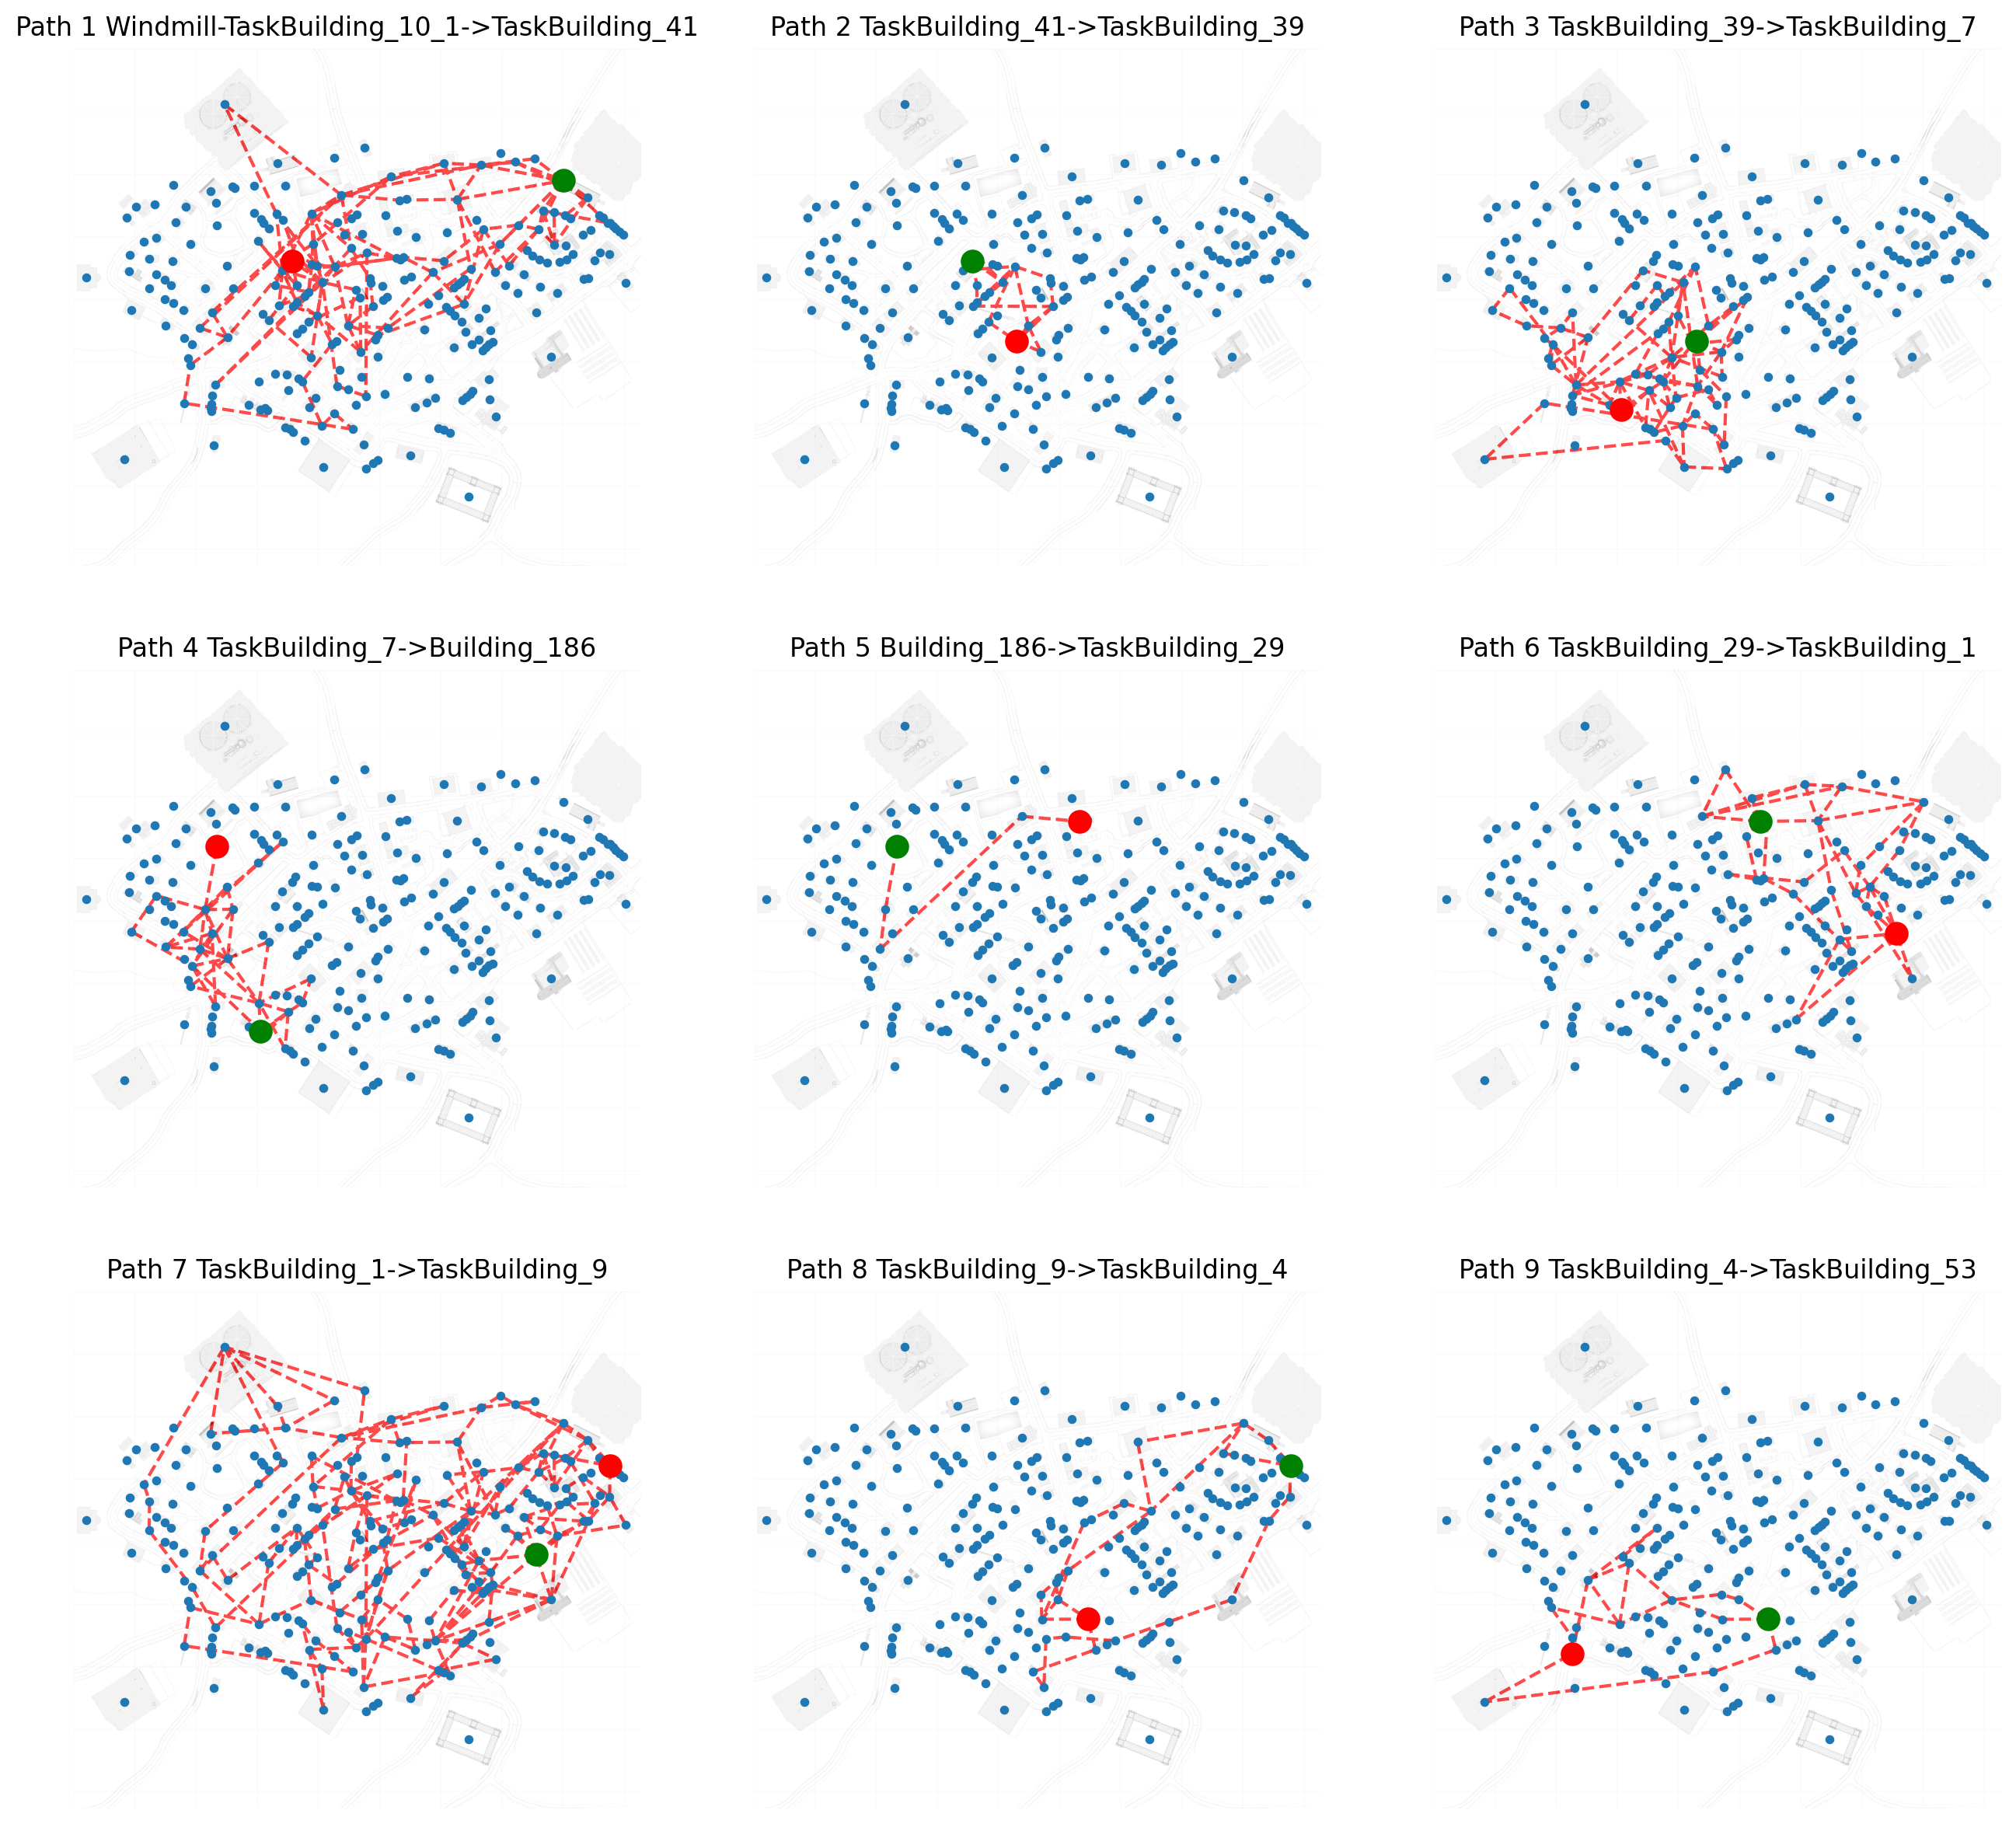 Path 1 Windmill-TaskBuilding_10_1->TaskBuilding_41
Path 2 TaskBuilding_41->TaskBuilding_39
Path 3 TaskBuilding_39->TaskBuilding_7
Path 4 TaskBuilding_7->Building_186
Path 5 Building_186->TaskBuilding_29
Path 6 TaskBuilding_29->TaskBuilding_1
Path 7 TaskBuilding_1->TaskBuilding_9
Path 8 TaskBuilding_9->TaskBuilding_4
Path 9 TaskBuilding_4->TaskBuilding_53